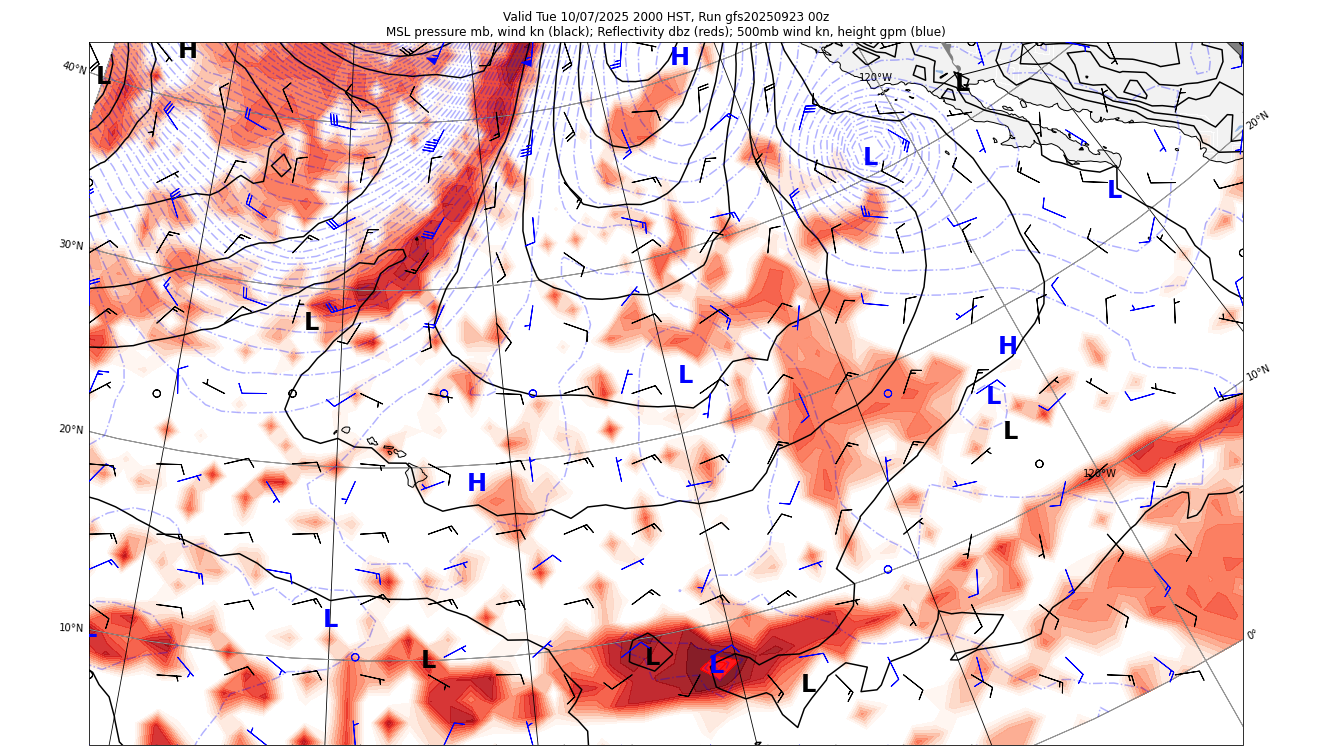 Valid Tue 10/07/2025 2000 HST, Run gfs20250923 00z
MSL pressure mb, wind kn (black); Reflectivity dbz (reds); 500mb wind kn, height gpm (blue)
H
H
40°N
L
120°W
L
20°N
L
L
30°N
L
H
10°N
L
L
20°N
L
120°W
H
L
10°N
0°
L
L
L
L